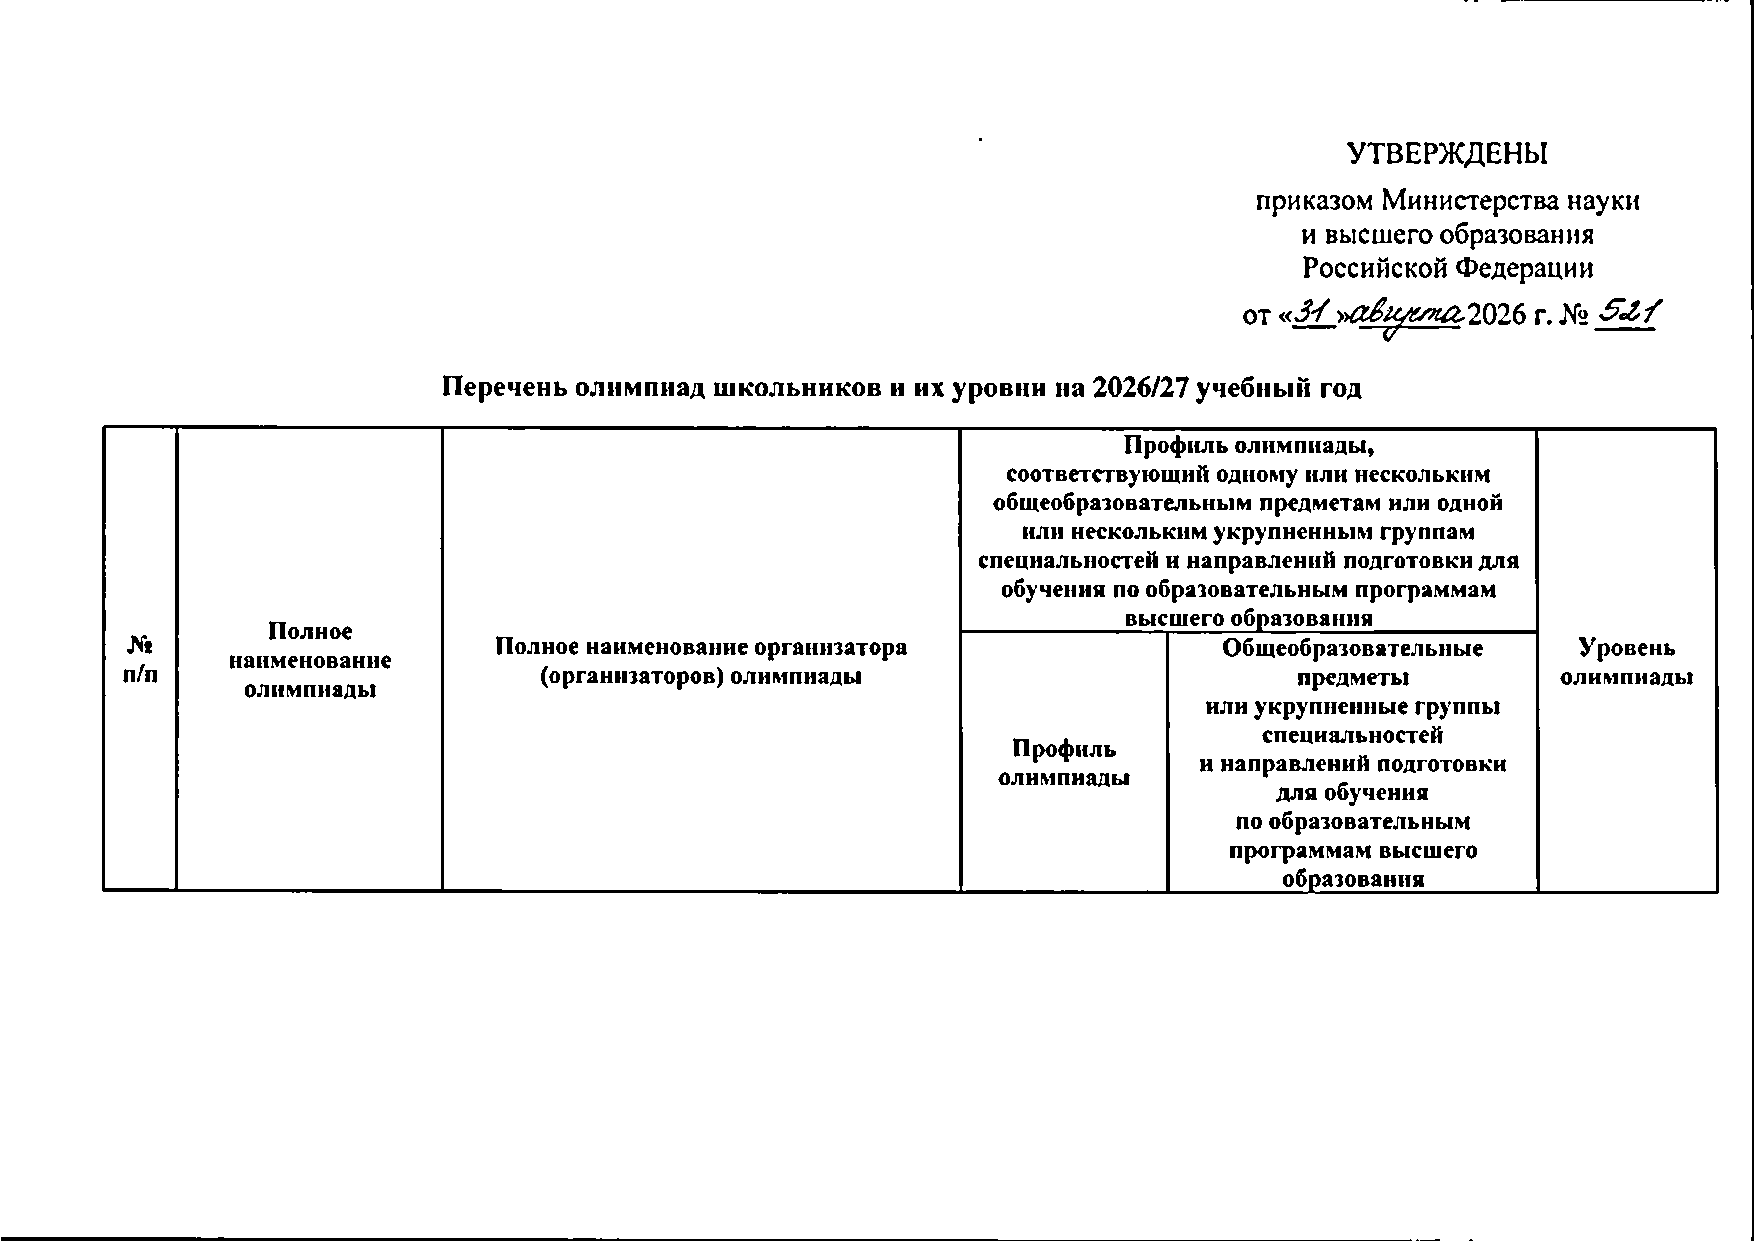 УТВЕРЖДЕНЫ
приказом Министерства науки
и высшего образования
Российской Федерации
от «31»августа 2026 г. № 521
Перечень олимпиад школьников и их уровни на 2026/27 учебный год
№
п/п
Полное
наименование
олимпиады
Полное наименование организатора
(организаторов) олимпиады
Профиль олимпиады,
соответствующий одному или нескольким
общеобразовательным предметам или одной
или нескольким укрупненным группам
специальностей и направлений подготовки для
обучения по образовательным программам
высшего образования
Профиль
олимпиады
Общеобразовательные
предметы
или укрупненные группы
специальностей
и направлений подготовки
для обучения
по образовательным
программам высшего
образования
Уровень
олимпиады